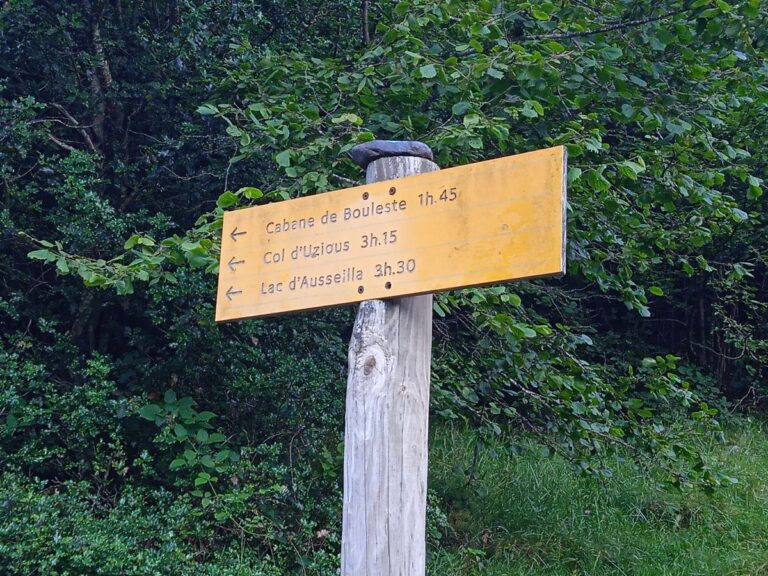 ← Cabane de Bouleste 1h.45
← Col d'Uzious 3h.15
← Lac d'Ausseilla 3h.30